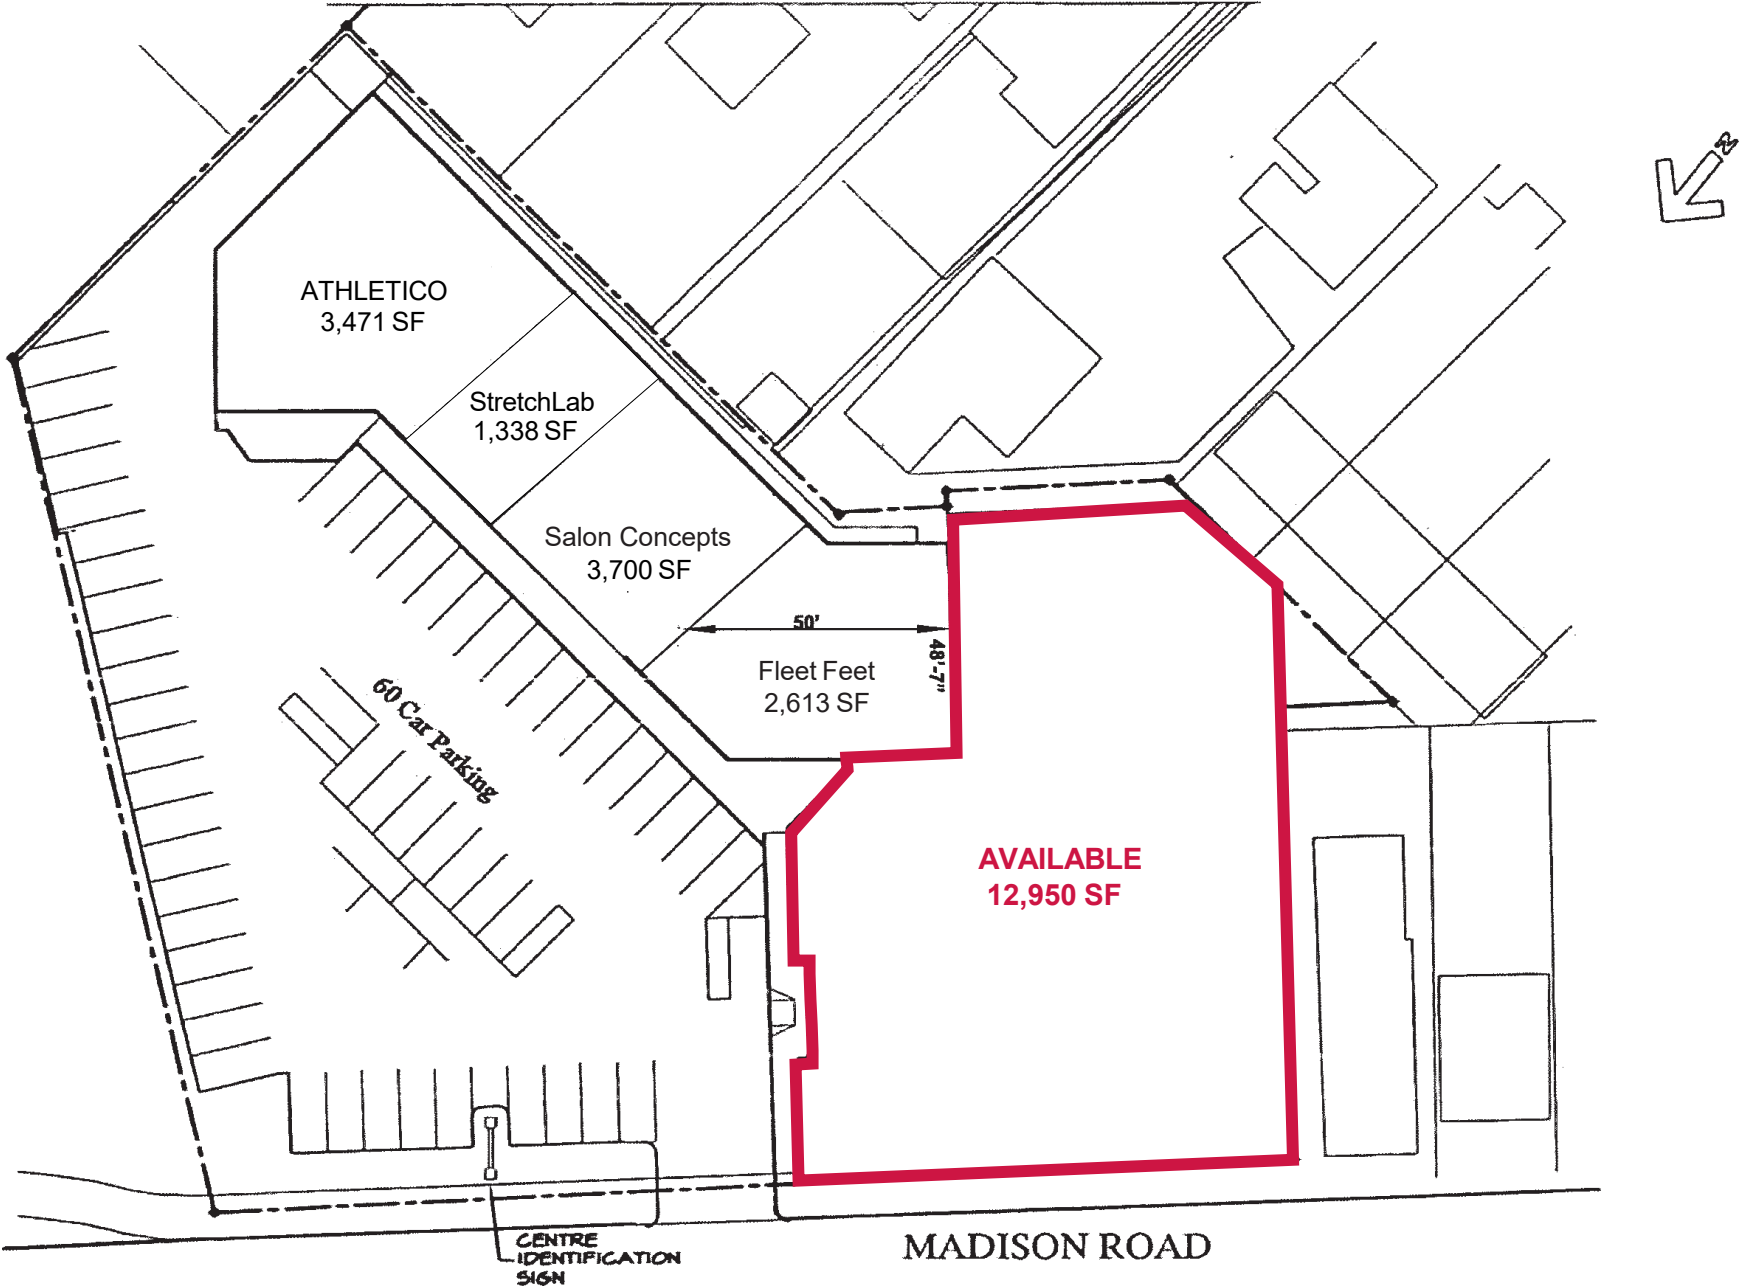 N
ATHLETICO
3,471 SF
StretchLab
1,338 SF
Salon Concepts
3,700 SF
50'
48'-7"
Fleet Feet
2,613 SF
60 Car Parking
AVAILABLE
12,950 SF
CENTRE
IDENTIFICATION
SIGN
MADISON ROAD